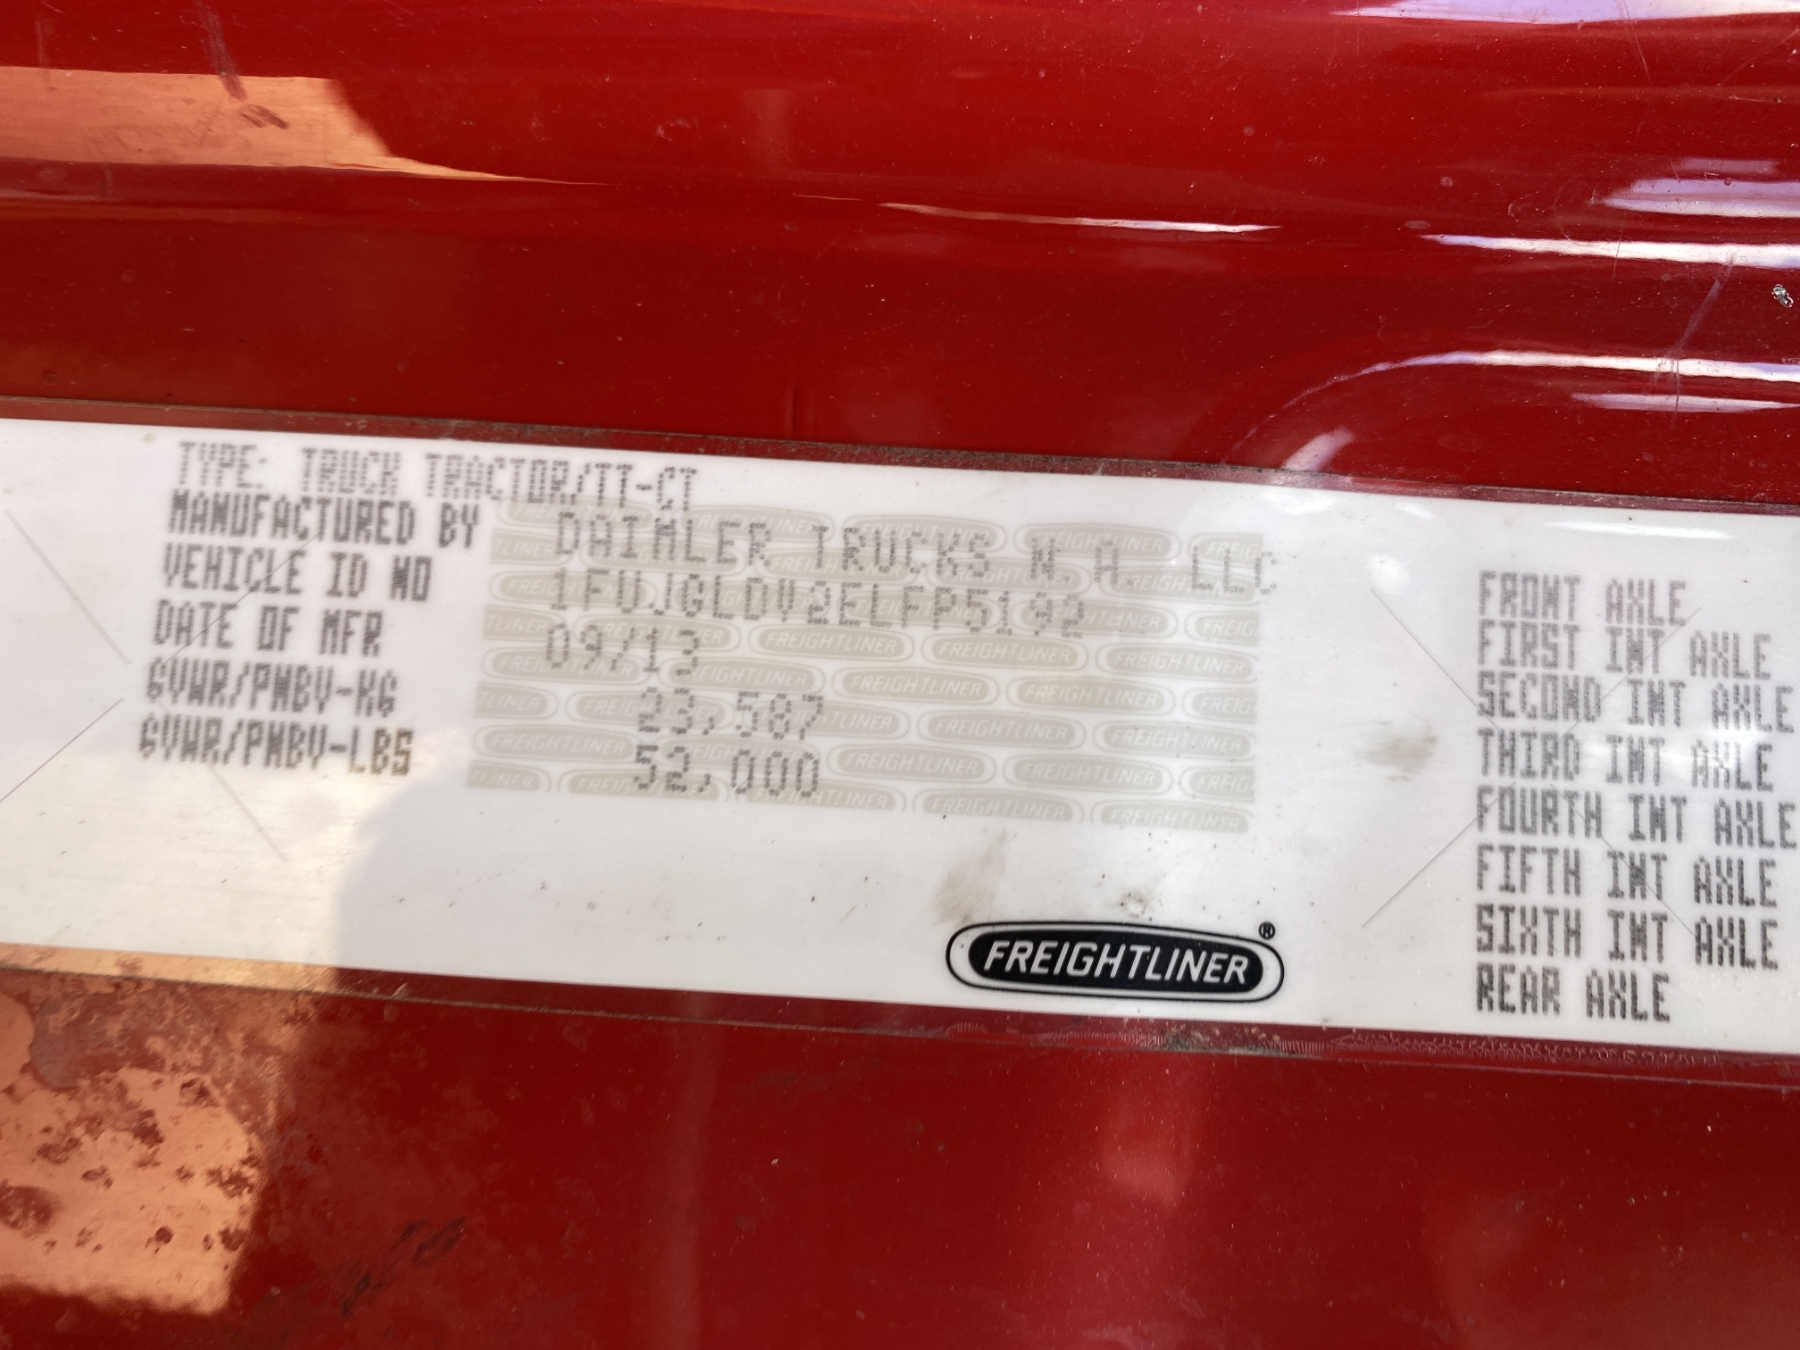 TYPE: TRUCK TRACTOR/TT-CT
MANUFACTURED BY DAIMLER TRUCKS N.A. LLC
VEHICLE ID NO 1FUJGLDV2ELFP5192
DATE OF MFR 09/13
GVWR/PNBV-KG 23,587
GVWR/PNBV-LBS 52,000
FREIGHTLINER®
FRONT AXLE
FIRST INT AXLE
SECOND INT AXLE
THIRD INT AXLE
FOURTH INT AXLE
FIFTH INT AXLE
SIXTH INT AXLE
REAR AXLE